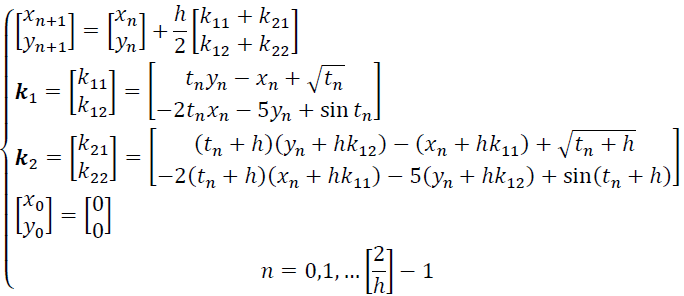 [x_{n+1}; y_{n+1}] = [x_n; y_n] + h/2 [k_{11} + k_{21}; k_{12} + k_{22}]
k_1 = [k_{11}; k_{12}] = [t_n y_n − x_n + √t_n; −2t_n x_n − 5y_n + sin t_n]
k_2 = [k_{21}; k_{22}] = [(t_n + h)(y_n + hk_{12}) − (x_n + hk_{11}) + √(t_n + h); −2(t_n + h)(x_n + hk_{11}) − 5(y_n + hk_{12}) + sin(t_n + h)]
[x_0; y_0] = [0; 0]
n = 0,1, … [2/h] − 1